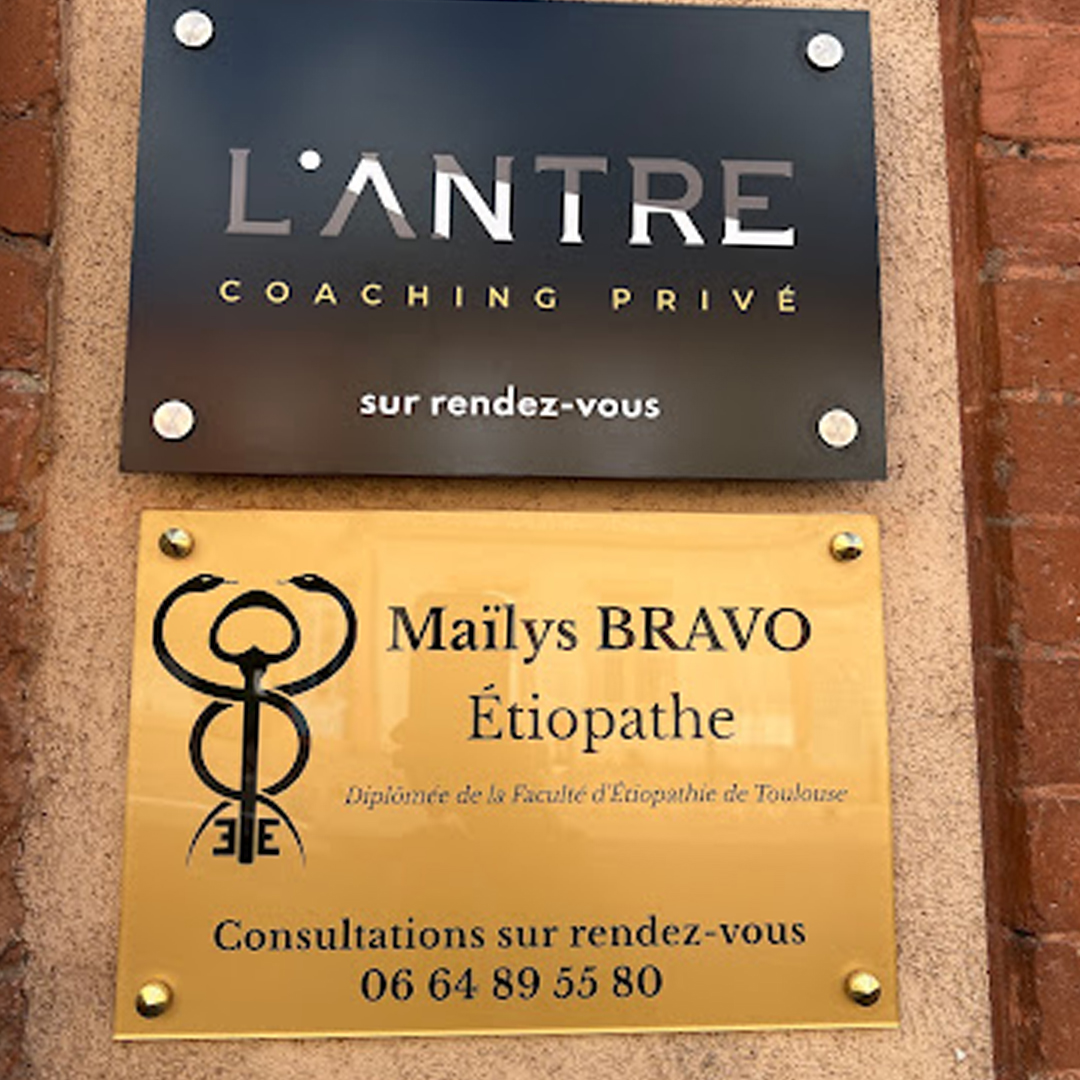 L'ANTRE
COACHING PRIVÉ
sur rendez-vous
Maïlys BRAVO
Étiopathe
Diplômée de la Faculté d'Étiopathie de Toulouse
E E
Consultations sur rendez-vous
06 64 89 55 80